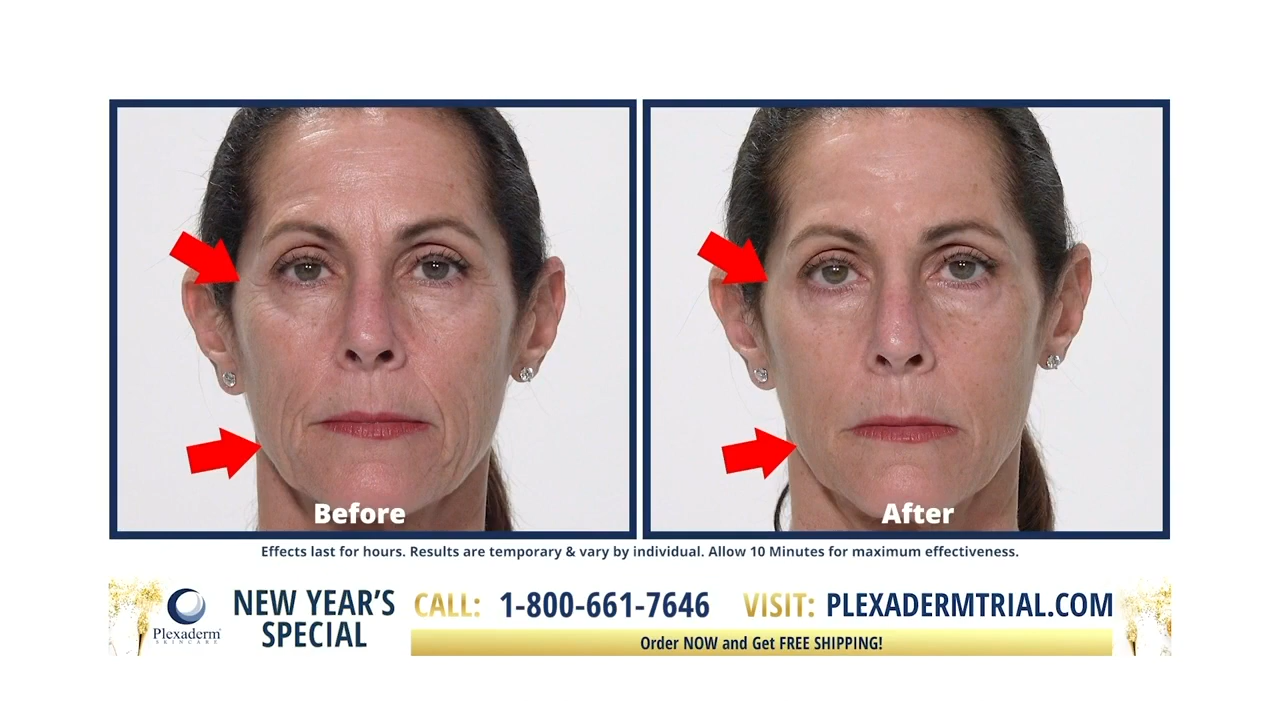 Before
After
Effects last for hours. Results are temporary & vary by individual. Allow 10 Minutes for maximum effectiveness.
Plexaderm
SKINCARE
NEW YEAR'S
SPECIAL
CALL: 1-800-661-7646 VISIT: PLEXADERMTRIAL.COM
Order NOW and Get FREE SHIPPING!